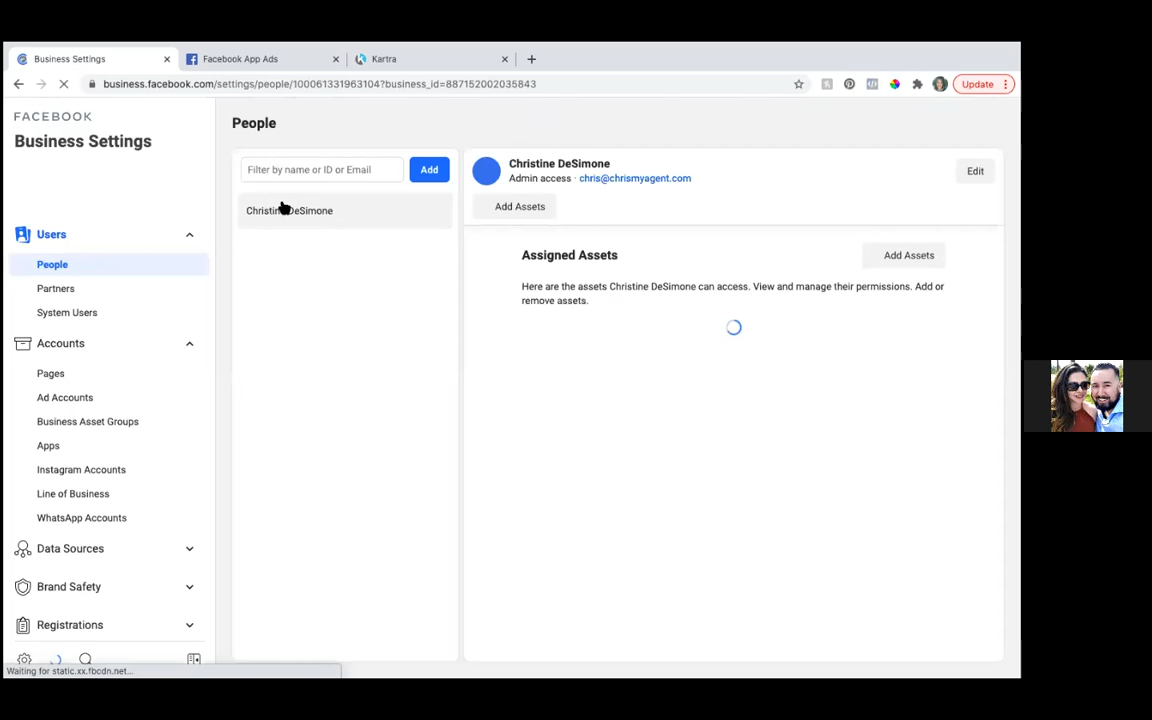 Business Settings
Facebook App Ads
Kartra
business.facebook.com/settings/people/100061331963104?business_id=887152002035843
Update
FACEBOOK
Business Settings
Users
People
Partners
System Users
Accounts
Pages
Ad Accounts
Business Asset Groups
Apps
Instagram Accounts
Line of Business
WhatsApp Accounts
Data Sources
Brand Safety
Registrations
Waiting for static.xx.fbcdn.net...
People
Filter by name or ID or Email
Add
Christine DeSimone
Christine DeSimone
Admin access · chris@chrismyagent.com
Edit
Add Assets
Assigned Assets
Add Assets
Here are the assets Christine DeSimone can access. View and manage their permissions. Add or
remove assets.